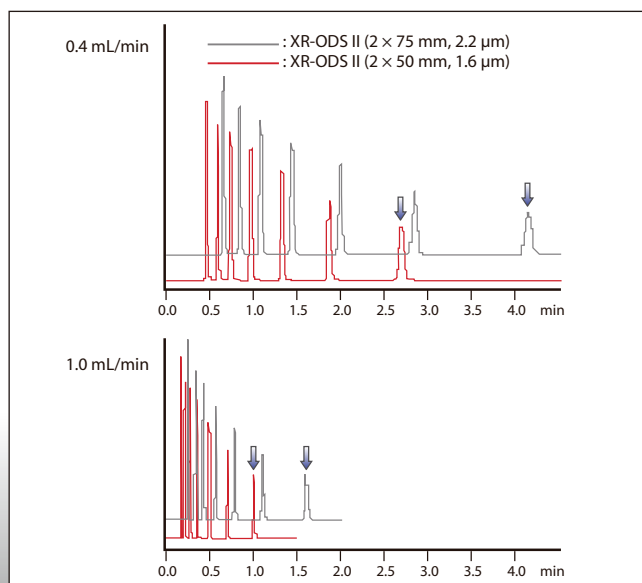 0.4 mL/min
: XR-ODS II (2 × 75 mm, 2.2 µm)
: XR-ODS II (2 × 50 mm, 1.6 µm)
0.0 0.5 1.0 1.5 2.0 2.5 3.0 3.5 4.0 min
1.0 mL/min
0.0 0.5 1.0 1.5 2.0 2.5 3.0 3.5 4.0 min